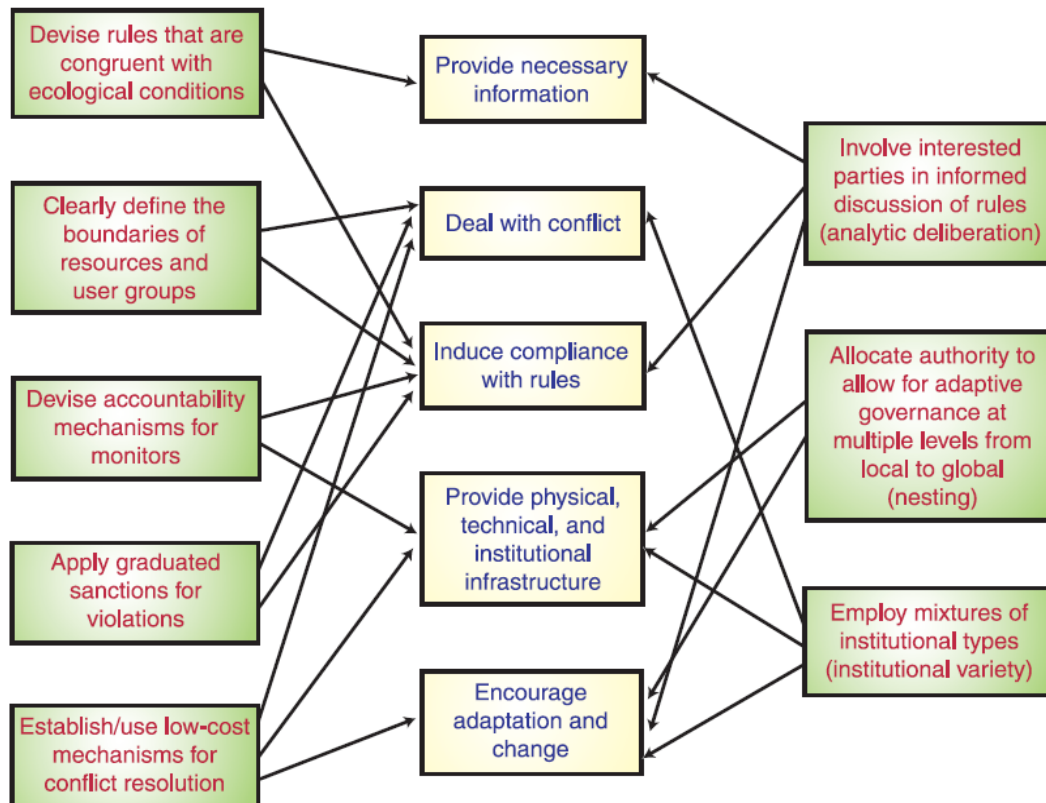 Devise rules that are
congruent with
ecological conditions
Clearly define the
boundaries of
resources and
user groups
Devise accountability
mechanisms for
monitors
Apply graduated
sanctions for
violations
Establish/use low-cost
mechanisms for
conflict resolution
Provide necessary
information
Deal with conflict
Induce compliance
with rules
Provide physical,
technical, and
institutional
infrastructure
Encourage
adaptation and
change
Involve interested
parties in informed
discussion of rules
(analytic deliberation)
Allocate authority to
allow for adaptive
governance at
multiple levels from
local to global
(nesting)
Employ mixtures of
institutional types
(institutional variety)